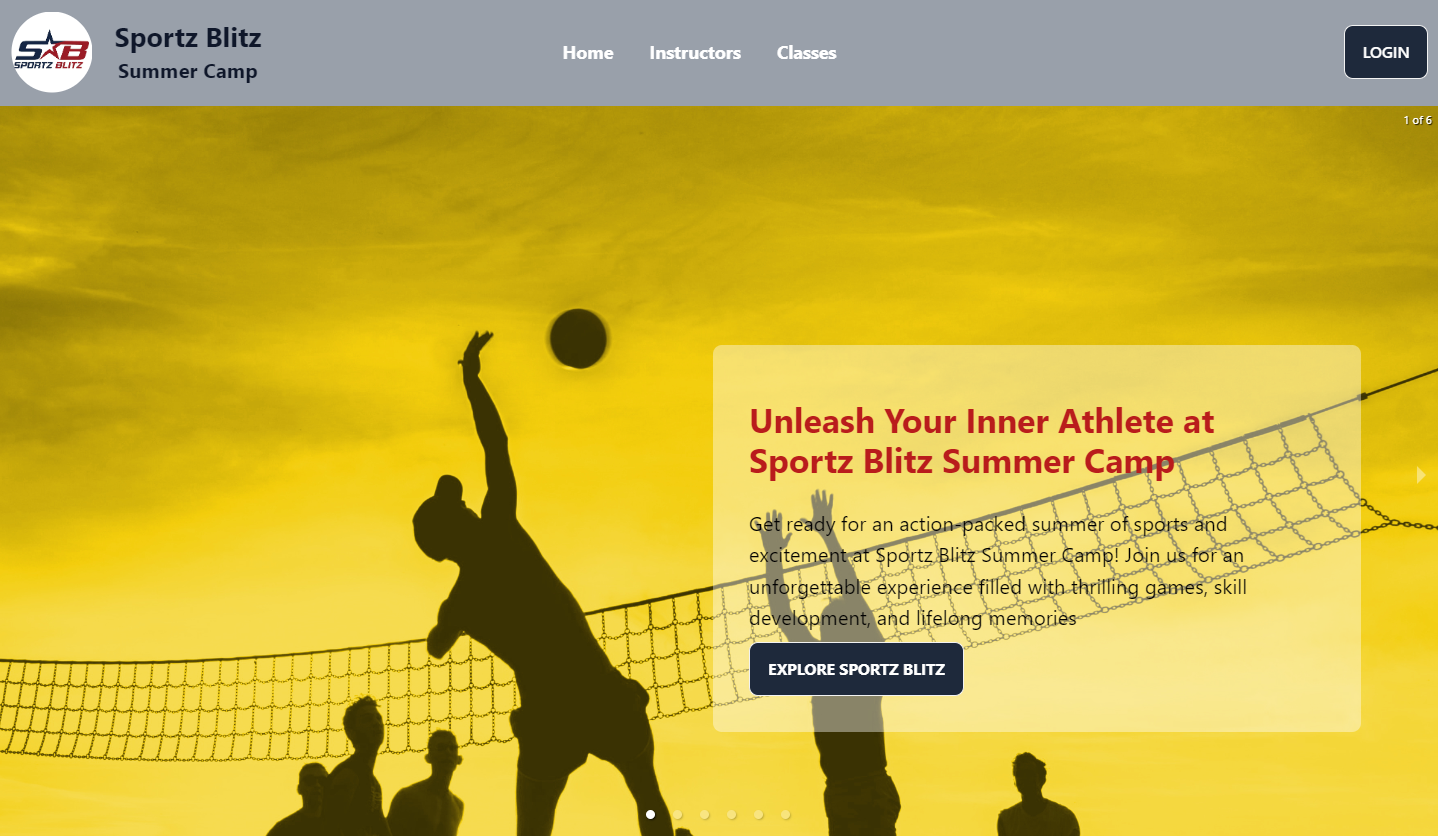 SB
SPORTZ BLITZ
Sportz Blitz
Summer Camp
Home Instructors Classes
LOGIN
1 of 6
Unleash Your Inner Athlete at
Sportz Blitz Summer Camp
Get ready for an action-packed summer of sports and
excitement at Sportz Blitz Summer Camp! Join us for an
unforgettable experience filled with thrilling games, skill
development, and lifelong memories
EXPLORE SPORTZ BLITZ